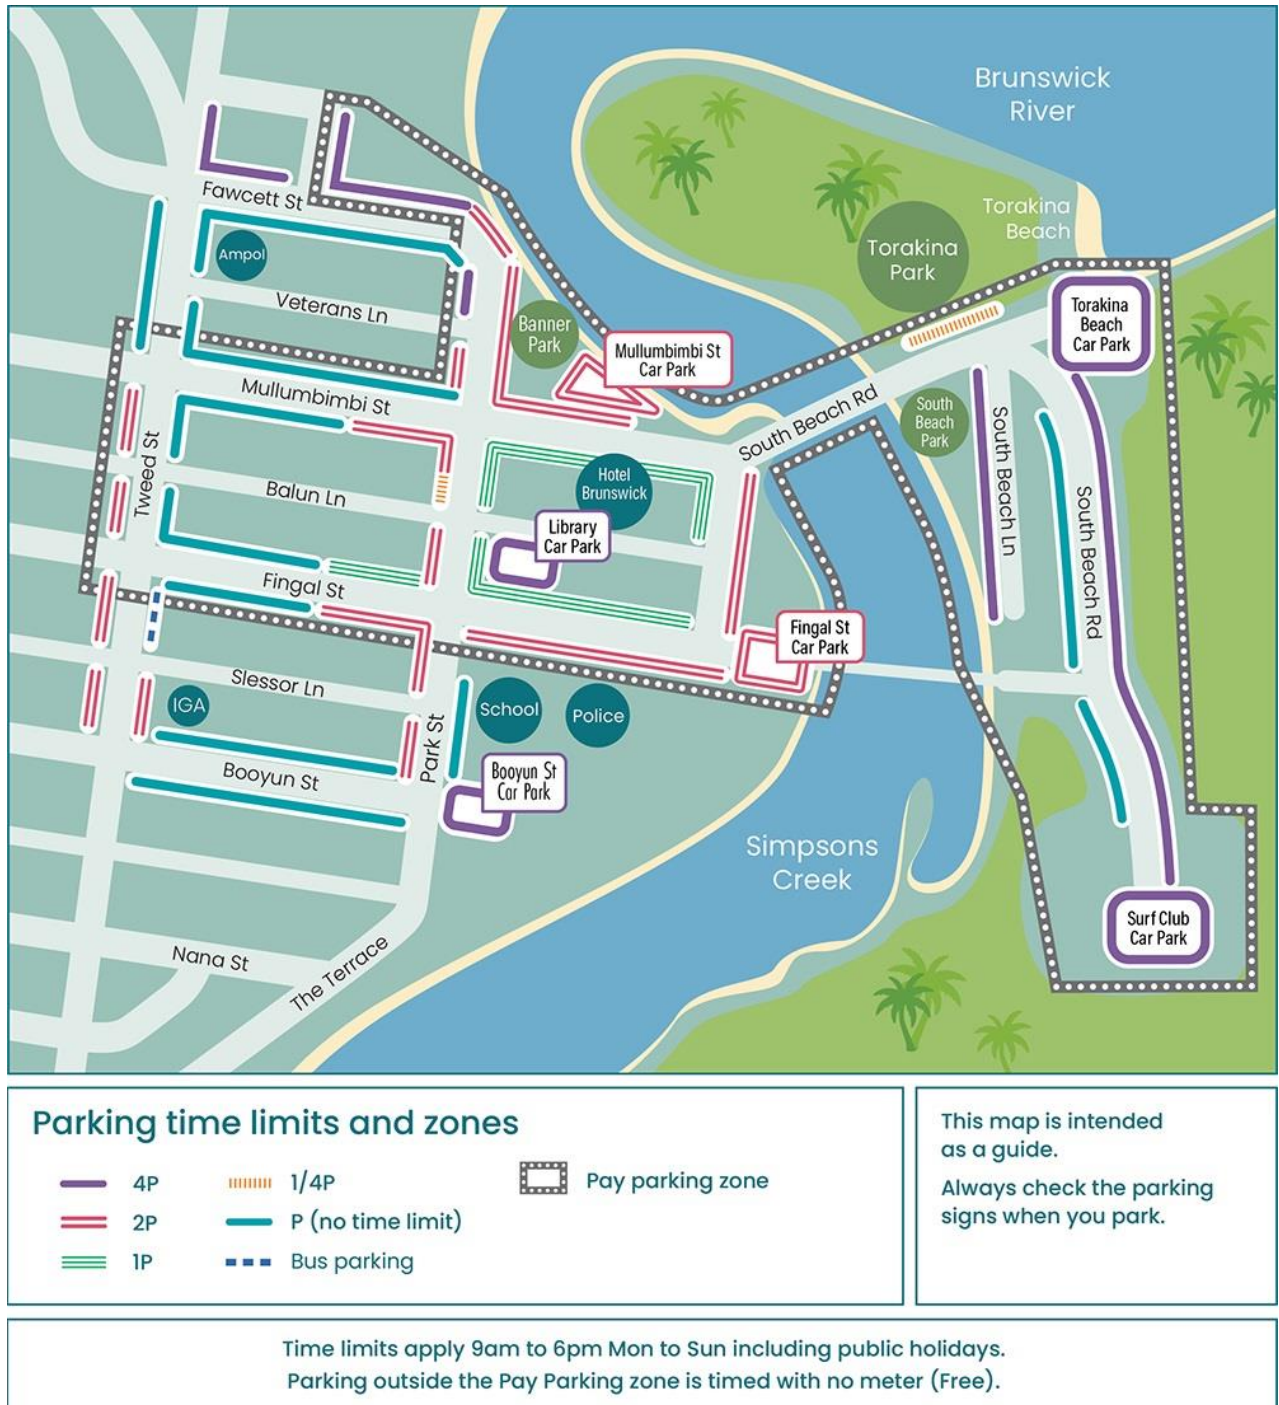 Brunswick
River
Torakina
Beach
Torakina
Park
Fawcett St
Ampol
Veterans Ln
Banner
Park
Mullumbimbi St
Car Park
Torakina
Beach
Car Park
Mullumbimbi St
South Beach Rd
South
Beach
Park
South Beach Ln
Tweed St
Balun Ln
Hotel
Brunswick
Library
Car Park
South Beach Rd
Fingal St
Fingal St
Car Park
Slessor Ln
IGA
School
Police
Park St
Booyun St
Booyun St
Car Park
Simpsons
Creek
Surf Club
Car Park
Nana St
The Terrace
Parking time limits and zones
4P
1/4P
Pay parking zone
2P
P (no time limit)
1P
Bus parking
This map is intended
as a guide.
Always check the parking
signs when you park.
Time limits apply 9am to 6pm Mon to Sun including public holidays.
Parking outside the Pay Parking zone is timed with no meter (Free).